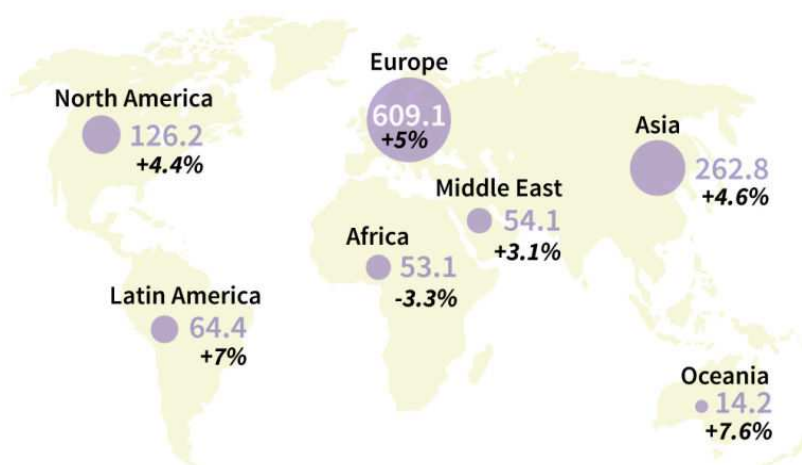 Europe
609.1
+5%
North America
126.2
+4.4%
Asia
262.8
+4.6%
Middle East
54.1
+3.1%
Africa
53.1
-3.3%
Latin America
64.4
+7%
Oceania
14.2
+7.6%